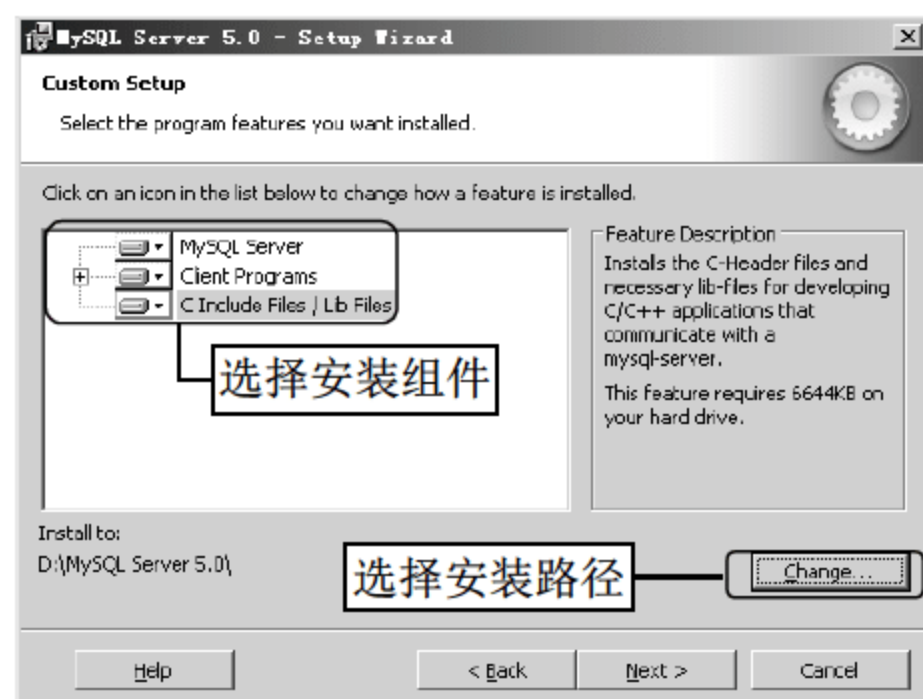 MySQL Server 5.0 - Setup Wizard
Custom Setup
Select the program features you want installed.
Click on an icon in the list below to change how a feature is installed.
MySQL Server
Client Programs
C Include Files / Lib Files
选择安装组件
Feature Description
Installs the C-Header files and
necessary lib-files for developing
C/C++ applications that
communicate with a
mysql-server.
This feature requires 6644KB on
your hard drive.
Install to:
D:\MySQL Server 5.0\
选择安装路径
Change...
Help
< Back
Next >
Cancel